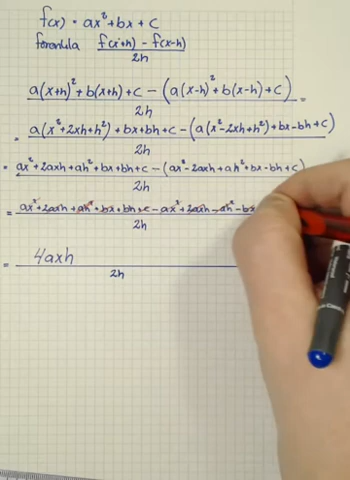 f(x) = ax² + bx + c
formula f(x+h) - f(x-h)
2h
a(x+h)² + b(x+h) + c - (a(x-h)² + b(x-h) + c) =
2h
= a(x² + 2xh + h²) + bx + bh + c - (a(x² - 2xh + h²) + bx - bh + c)
2h
= ax² + 2axh + ah² + bx + bh + c - (ax² - 2axh + ah² + bx - bh + c)
2h
= ax² + 2axh + ah² + bx + bh + c - ax² + 2axh - ah² - bx
2h
= 4axh
2h